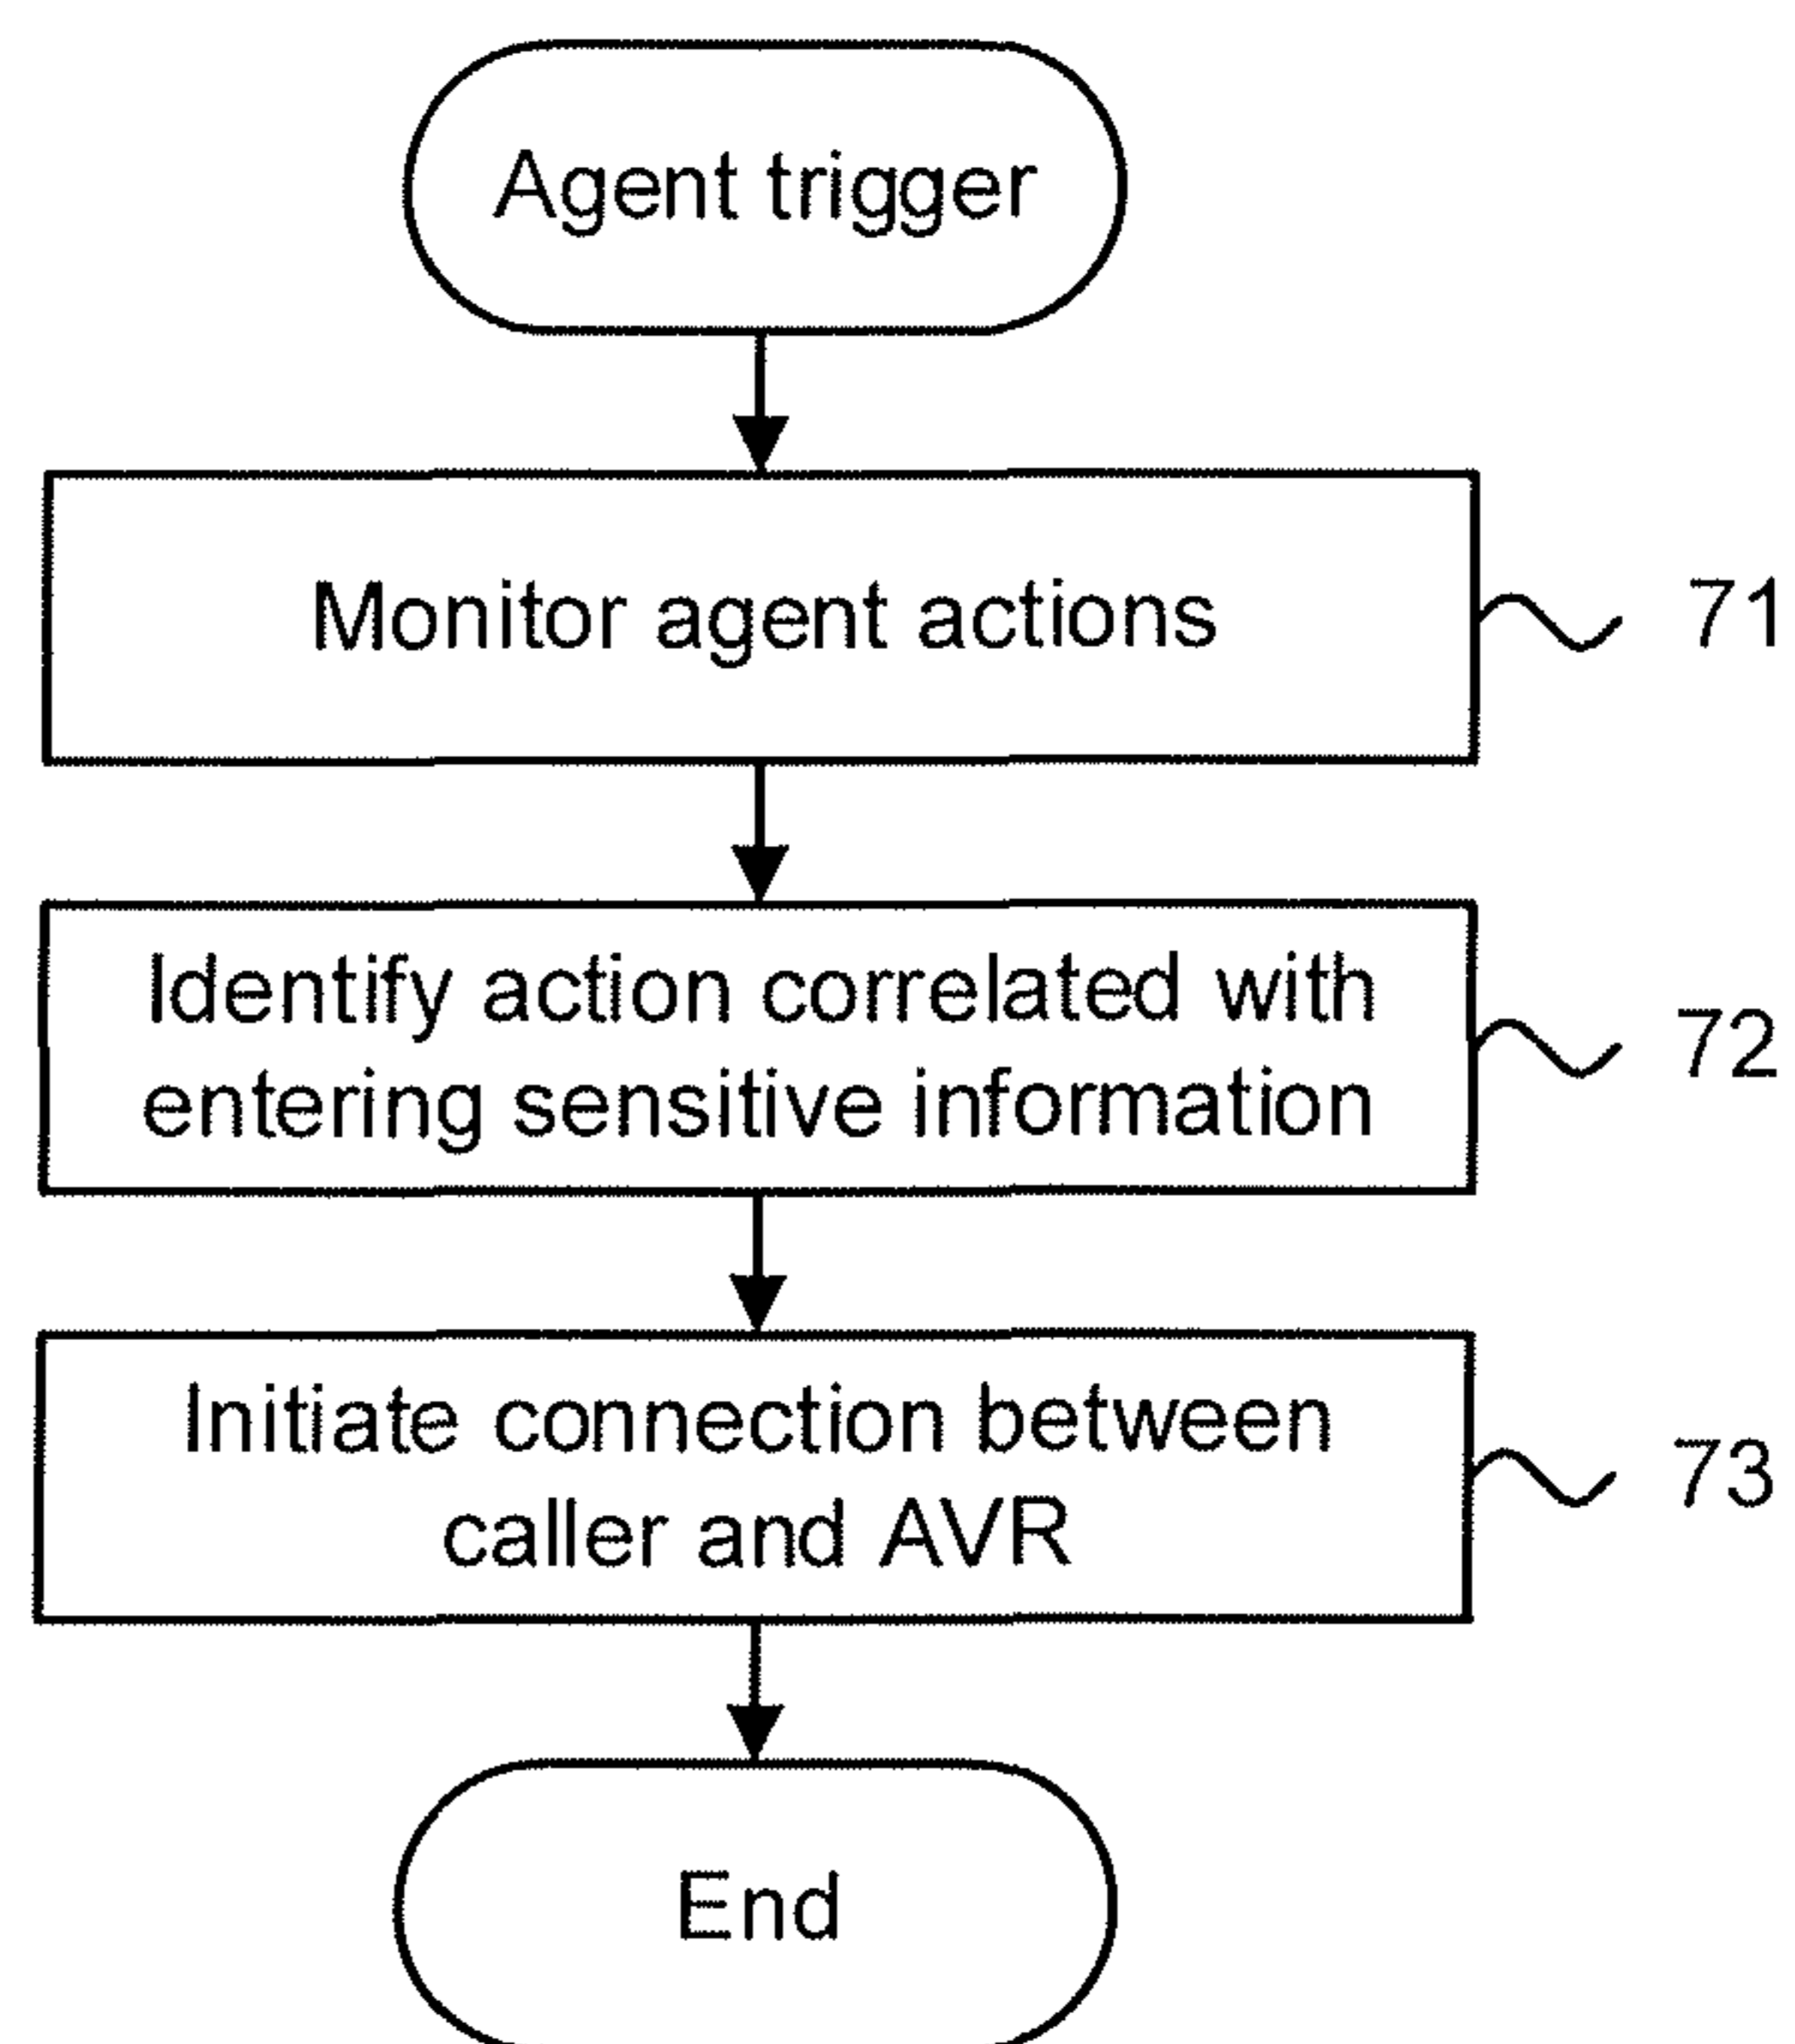 Agent trigger
Monitor agent actions
71
Identify action correlated with
entering sensitive information
72
Initiate connection between
caller and AVR
73
End